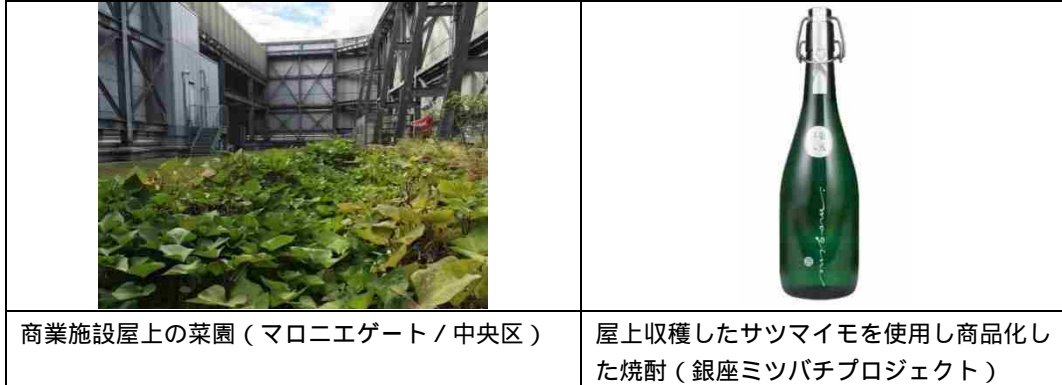 imogine
商業施設屋上の菜園（マロニエゲート / 中央区）
屋上収穫したサツマイモを使用し商品化し
た焼酎（銀座ミツバチプロジェクト）